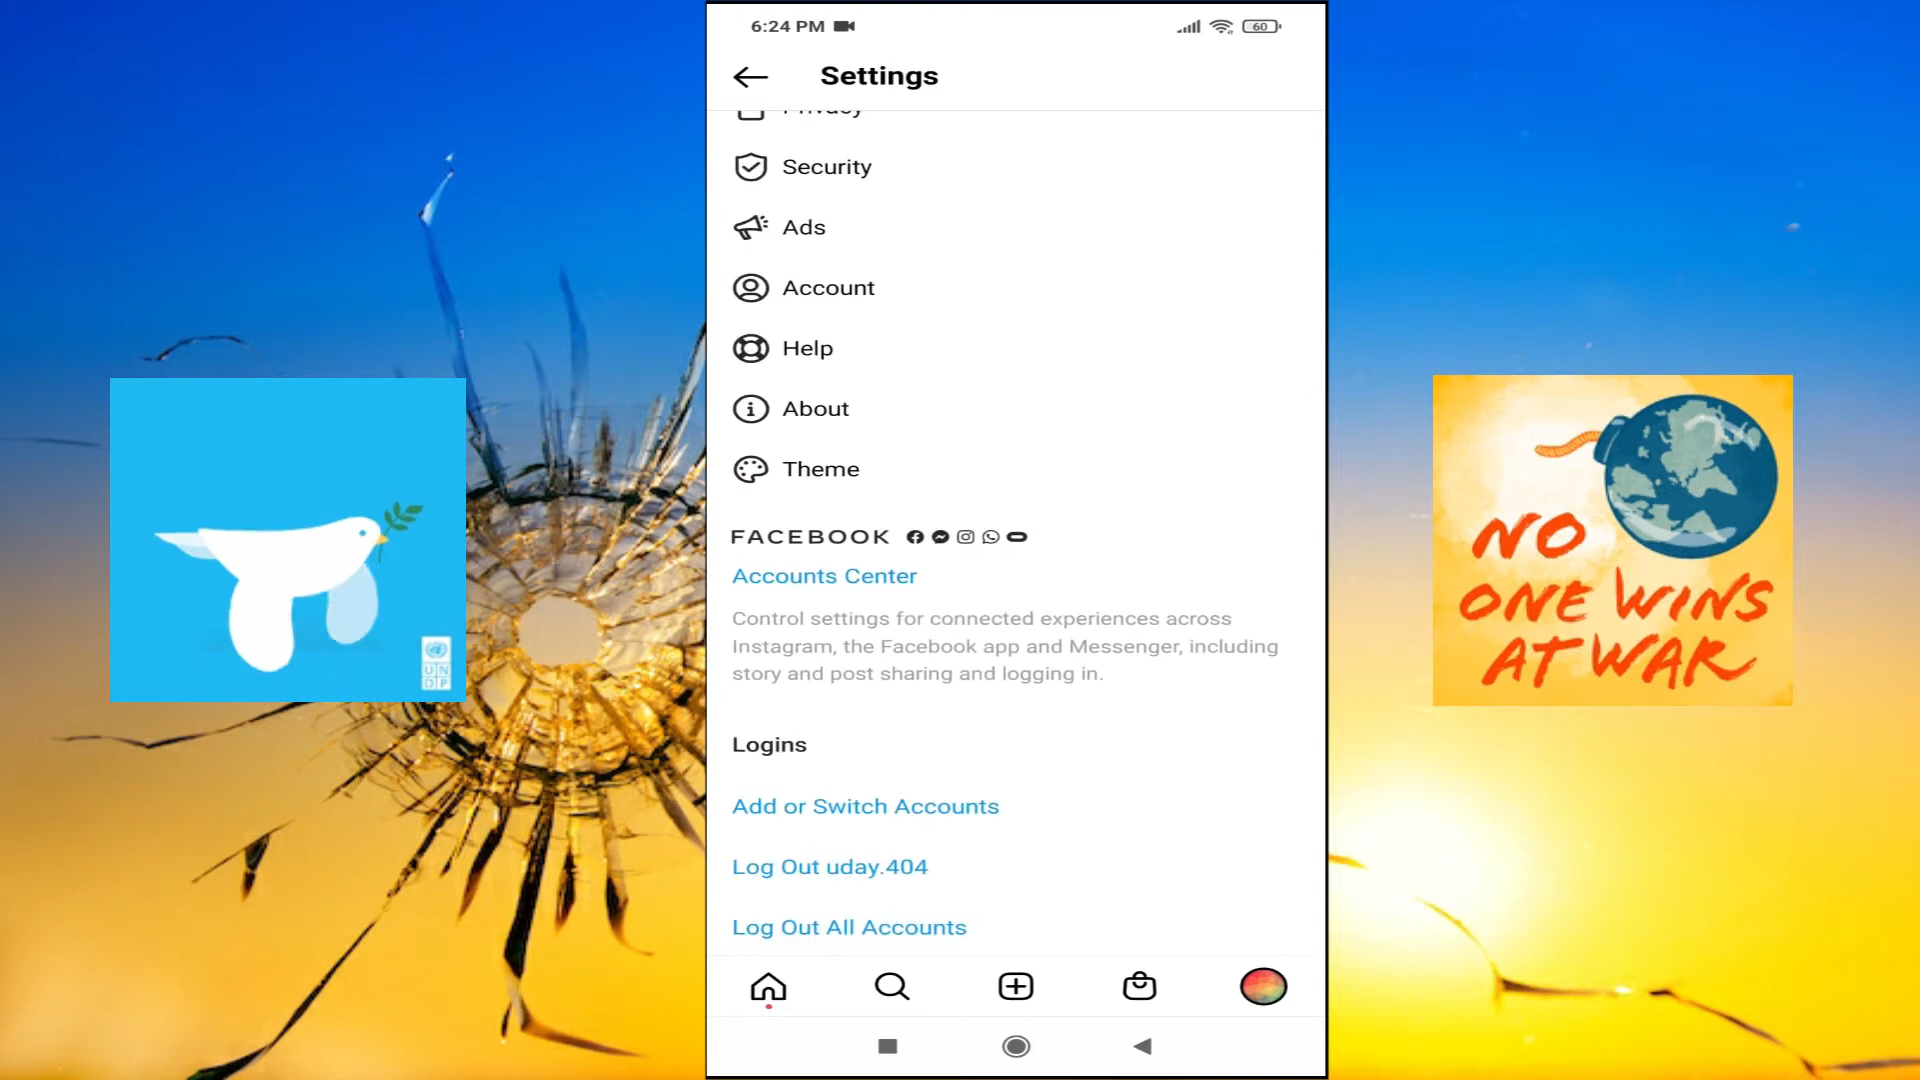 6:24 PM
60
Settings
Privacy
Security
Ads
Account
Help
About
Theme
FACEBOOK
Accounts Center
Control settings for connected experiences across
Instagram, the Facebook app and Messenger, including
story and post sharing and logging in.
Logins
Add or Switch Accounts
Log Out uday.404
Log Out All Accounts
U N
D P
NO
ONE WINS
AT WAR